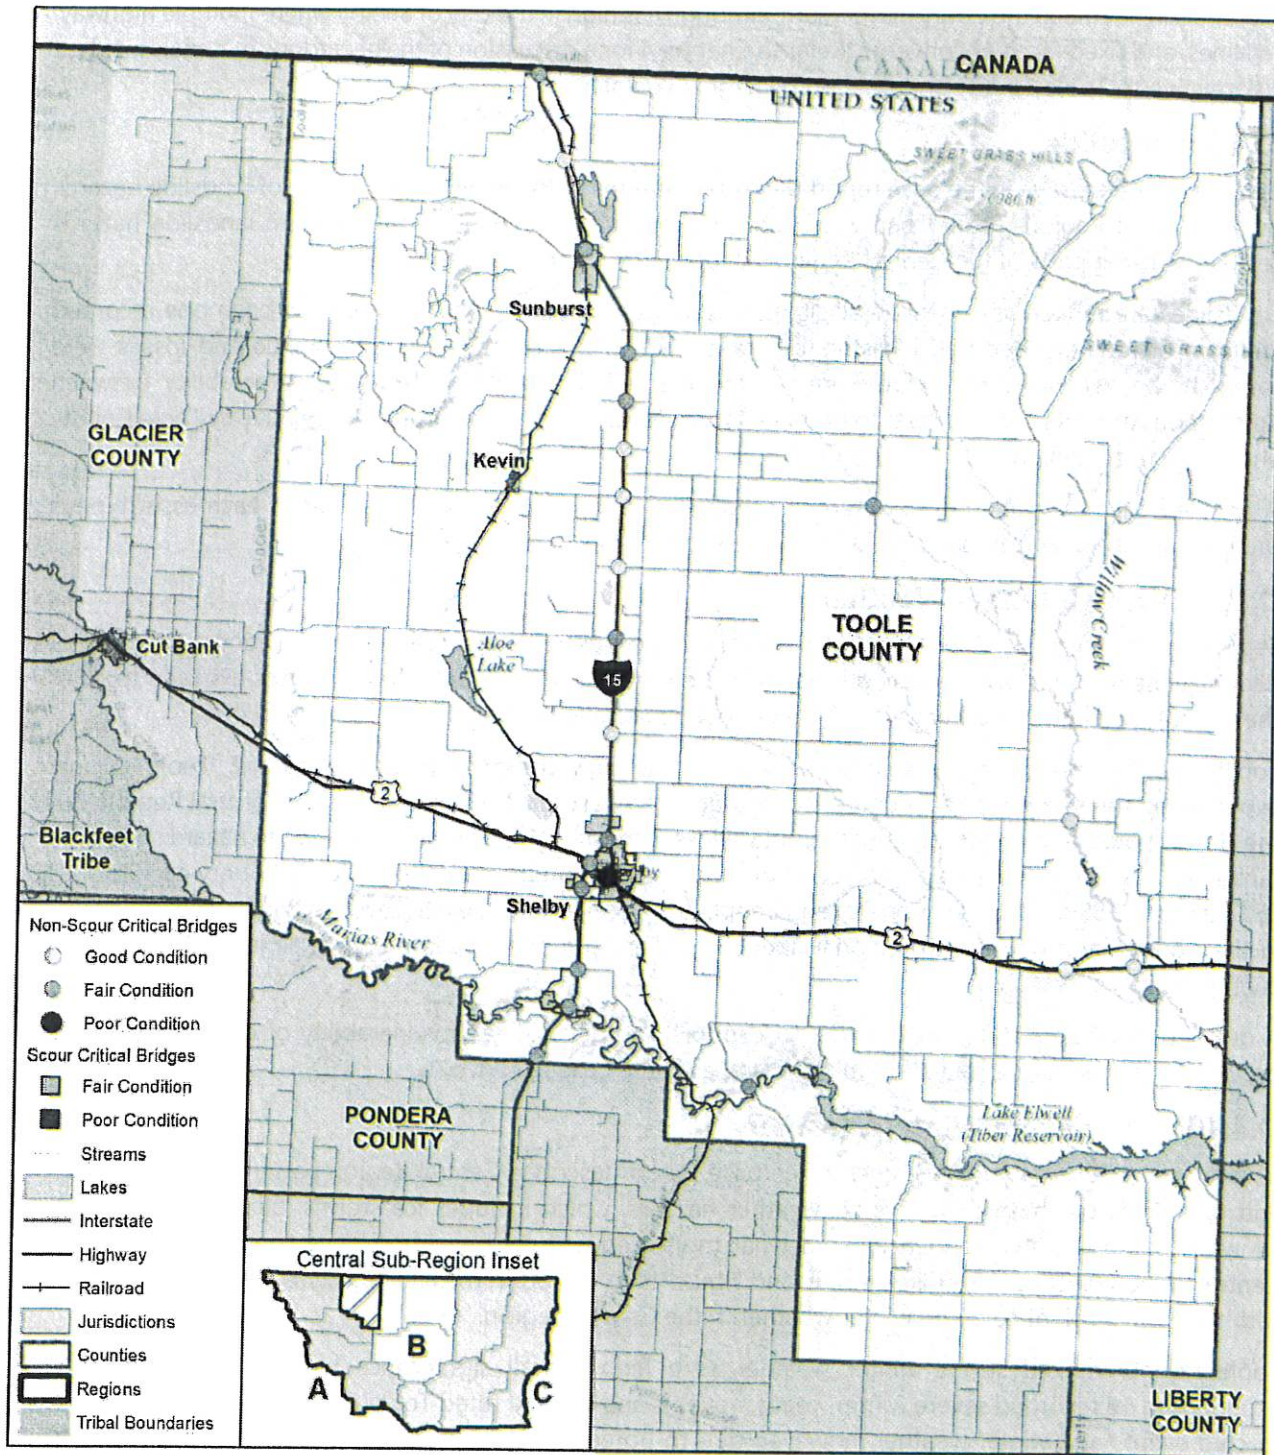 CANADA
CANADA
UNITED STATES
SWEET GRASS HILLS
Sunburst
SWEET GRASS HIL
GLACIER
COUNTY
Kevin
Willow Creek
Cut Bank
TOOLE
COUNTY
Aloe
Lake
15
2
Blackfeet
Tribe
Shelby
Marias River
2
PONDERA
COUNTY
Lake Elwell
(Tiber Reservoir)
LIBERTY
COUNTY
Non-Scour Critical Bridges
Good Condition
Fair Condition
Poor Condition
Scour Critical Bridges
Fair Condition
Poor Condition
Streams
Lakes
Interstate
Highway
Railroad
Jurisdictions
Counties
Regions
Tribal Boundaries
Central Sub-Region Inset
A
B
C